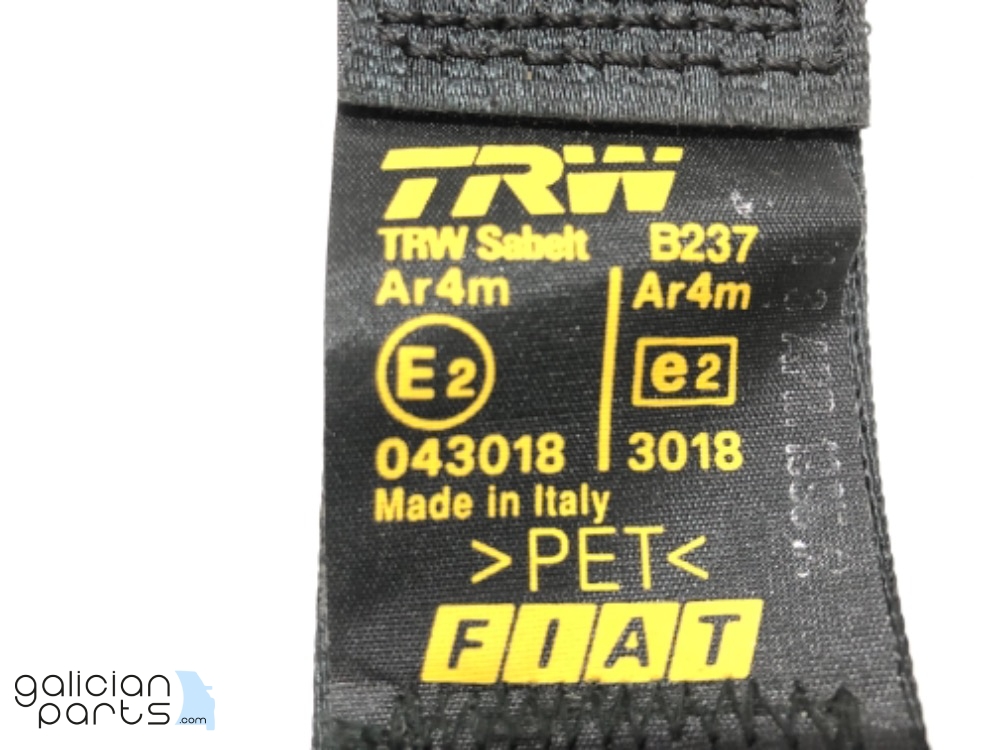 TRW
TRW Sabelt B237
Ar4m Ar4m
E2 e2
043018 3018
Made in Italy
>PET<
FIAT
galician
parts.com